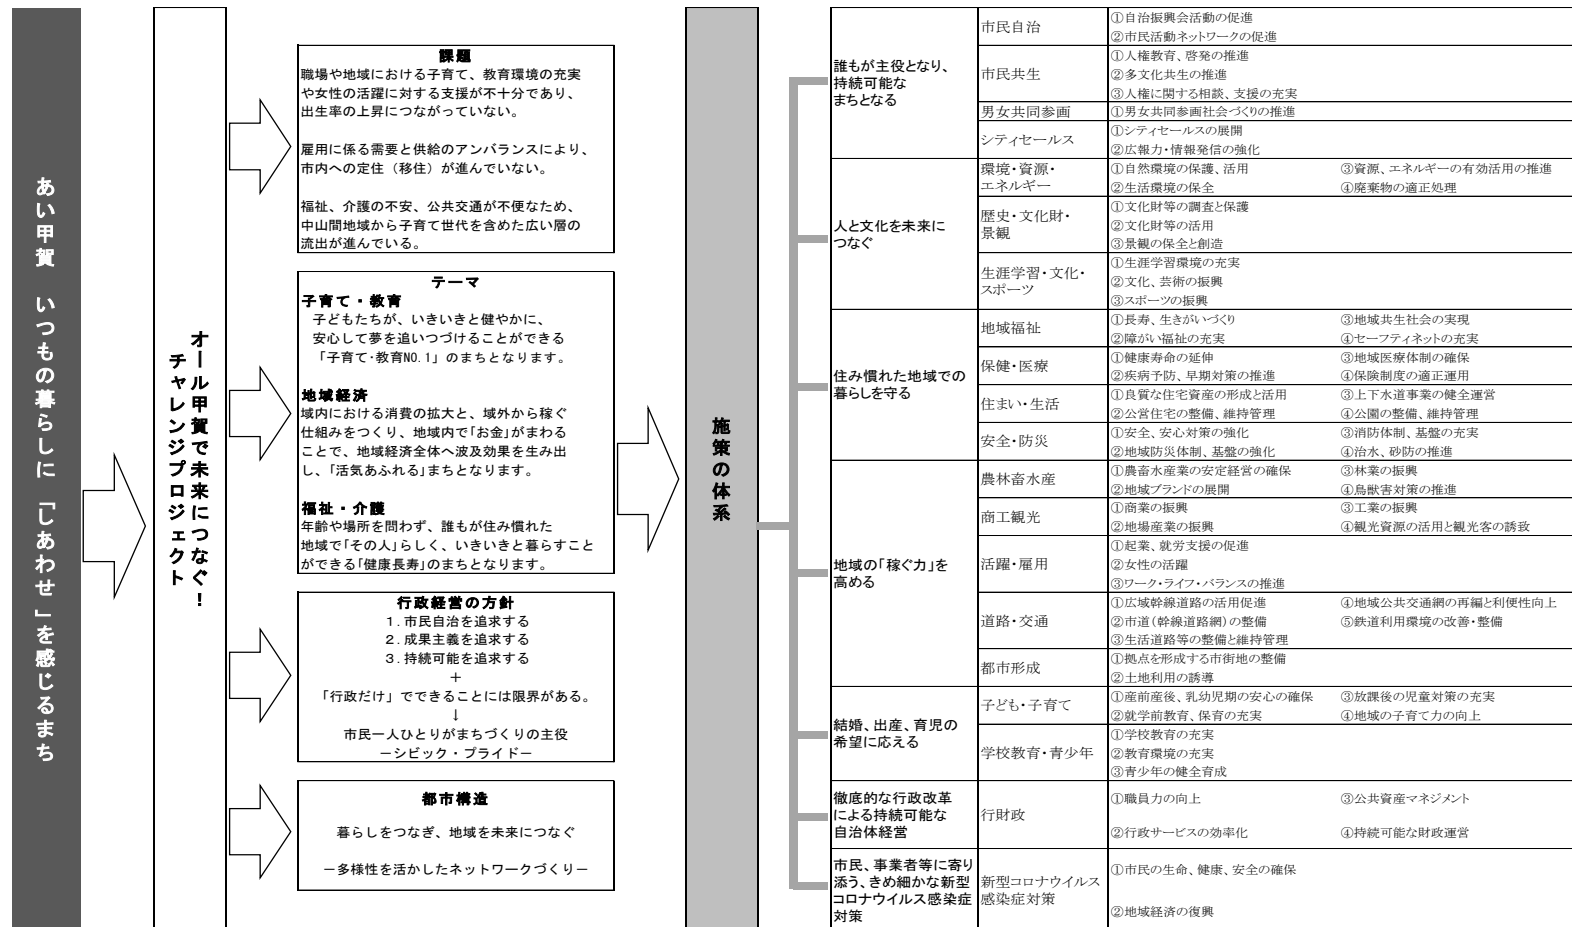 あい甲賀　いつもの暮らしに「しあわせ」を感じるまち
オール甲賀で未来につなぐ！
チャレンジプロジェクト
課題
職場や地域における子育て、教育環境の充実
や女性の活躍に対する支援が不十分であり、
出生率の上昇につながっていない。
雇用に係る需要と供給のアンバランスにより、
市内への定住（移住）が進んでいない。
福祉、介護の不安、公共交通が不便なため、
中山間地域から子育て世代を含めた広い層の
流出が進んでいる。
テーマ
子育て・教育
子どもたちが、いきいきと健やかに、
安心して夢を追いつづけることができる
「子育て・教育NO.1」のまちとなります。
地域経済
域内における消費の拡大と、域外から稼ぐ
仕組みをつくり、地域内で「お金」がまわる
ことで、地域経済全体へ波及効果を生み出
し、「活気あふれる」まちとなります。
福祉・介護
年齢や場所を問わず、誰もが住み慣れた
地域で「その人」らしく、いきいきと暮らすこと
ができる「健康長寿」のまちとなります。
行政経営の方針
１．市民自治を追求する
２．成果主義を追求する
３．持続可能を追求する
＋
「行政だけ」でできることには限界がある。
↓
市民一人ひとりがまちづくりの主役
－シビック・プライド－
都市構造
暮らしをつなぎ、地域を未来につなぐ
－多様性を活かしたネットワークづくり－
施策の体系
誰もが主役となり、
持続可能な
まちとなる
市民自治
①自治振興会活動の促進
②市民活動ネットワークの促進
市民共生
①人権教育、啓発の推進
②多文化共生の推進
③人権に関する相談、支援の充実
男女共同参画
①男女共同参画社会づくりの推進
シティセールス
①シティセールスの展開
②広報力・情報発信の強化
人と文化を未来に
つなぐ
環境・資源・
エネルギー
①自然環境の保護、活用　③資源、エネルギーの有効活用の推進
②生活環境の保全　④廃棄物の適正処理
歴史・文化財・
景観
①文化財等の調査と保護
②文化財等の活用
③景観の保全と創造
生涯学習・文化・
スポーツ
①生涯学習環境の充実
②文化、芸術の振興
③スポーツの振興
住み慣れた地域での
暮らしを守る
地域福祉
①長寿、生きがいづくり　③地域共生社会の実現
②障がい福祉の充実　④セーフティネットの充実
保健・医療
①健康寿命の延伸　③地域医療体制の確保
②疾病予防、早期対策の推進　④保険制度の適正運用
住まい・生活
①良質な住宅資産の形成と活用　③上下水道事業の健全運営
②公営住宅の整備、維持管理　④公園の整備、維持管理
安全・防災
①安全、安心対策の強化　③消防体制、基盤の充実
②地域防災体制、基盤の強化　④治水、砂防の推進
地域の「稼ぐ力」を
高める
農林畜水産
①農畜水産業の安定経営の確保　③林業の振興
②地域ブランドの展開　④鳥獣害対策の推進
商工観光
①商業の振興　③工業の振興
②地場産業の振興　④観光資源の活用と観光客の誘致
活躍・雇用
①起業、就労支援の促進
②女性の活躍
③ワーク・ライフ・バランスの推進
道路・交通
①広域幹線道路の活用促進　④地域公共交通網の再編と利便性向上
②市道（幹線道路網）の整備　⑤鉄道利用環境の改善・整備
③生活道路等の整備と維持管理
都市形成
①拠点を形成する市街地の整備
②土地利用の誘導
結婚、出産、育児の
希望に応える
子ども・子育て
①産前産後、乳幼児期の安心の確保　③放課後の児童対策の充実
②就学前教育、保育の充実　④地域の子育て力の向上
学校教育・青少年
①学校教育の充実
②教育環境の充実
③青少年の健全育成
徹底的な行政改革
による持続可能な
自治体経営
行財政
①職員力の向上　③公共資産マネジメント
②行政サービスの効率化　④持続可能な財政運営
市民、事業者等に寄り
添う、きめ細かな新型
コロナウイルス感染症
対策
新型コロナウイルス
感染症対策
①市民の生命、健康、安全の確保
②地域経済の復興